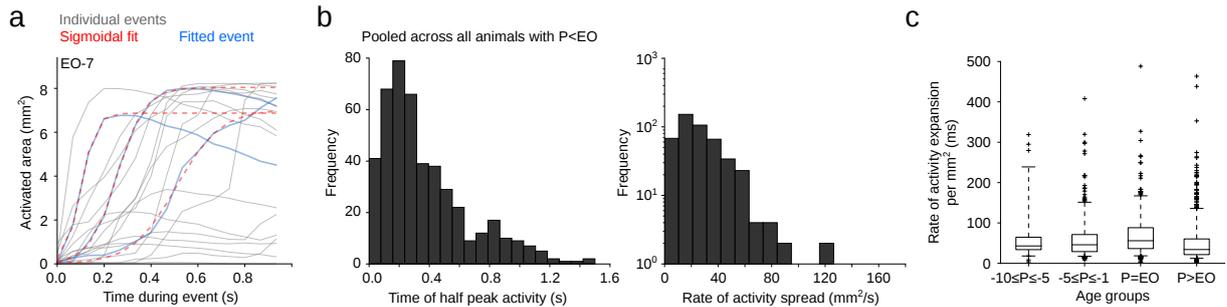 a
Individual events
Sigmoidal fit Fitted event
EO-7
Activated area (mm²)
8
6
4
2
0
0.0 0.2 0.4 0.6 0.8
Time during event (s)
b
Pooled across all animals with P<EO
Frequency
80
60
40
20
0
0.0 0.4 0.8 1.2 1.6
Time of half peak activity (s)
Frequency
10³
10²
10¹
10⁰
0 40 80 120 160
Rate of activity spread (mm²/s)
c
Rate of activity expansion
per mm² (ms)
500
400
300
200
100
0
-10≤P≤-5 -5≤P≤-1 P=EO P>EO
Age groups